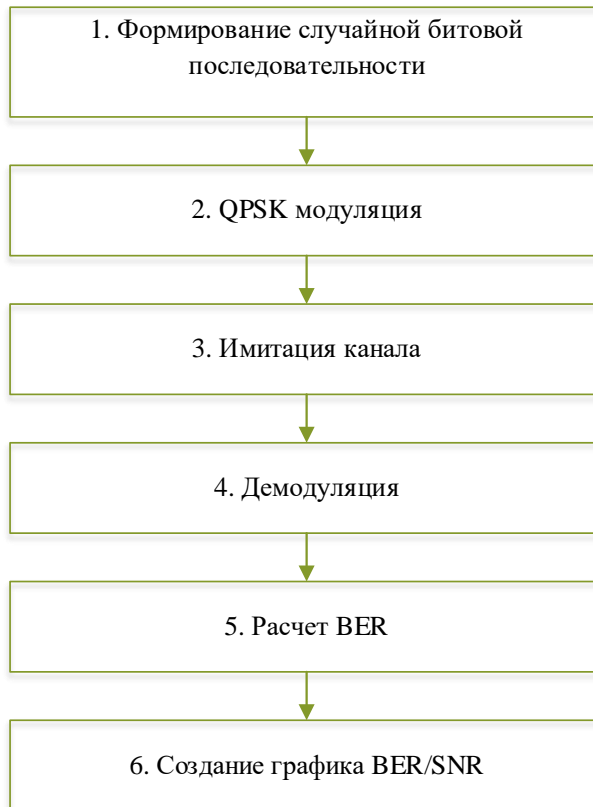 1. Формирование случайной битовой
последовательности
2. QPSK модуляция
3. Имитация канала
4. Демодуляция
5. Расчет BER
6. Создание графика BER/SNR